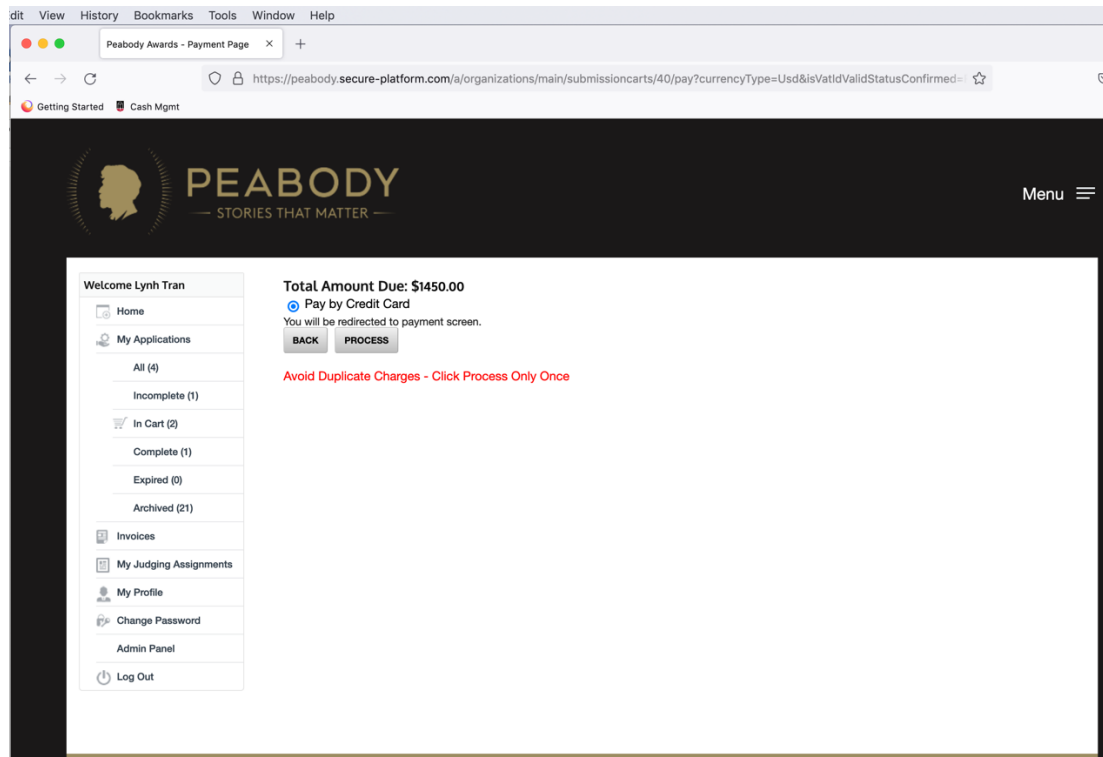 dit View History Bookmarks Tools Window Help
Peabody Awards - Payment Page
https://peabody.secure-platform.com/a/organizations/main/submissioncarts/40/pay?currencyType=Usd&isVatIdValidStatusConfirmed=
Getting Started Cash Mgmt
PEABODY
STORIES THAT MATTER
Menu
Welcome Lynh Tran
Home
My Applications
All (4)
Incomplete (1)
In Cart (2)
Complete (1)
Expired (0)
Archived (21)
Invoices
My Judging Assignments
My Profile
Change Password
Admin Panel
Log Out
Total Amount Due: $1450.00
Pay by Credit Card
You will be redirected to payment screen.
BACK PROCESS
Avoid Duplicate Charges - Click Process Only Once